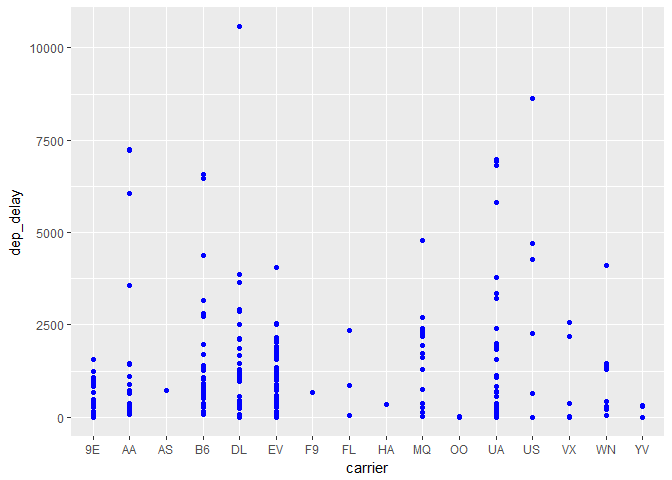 10000
7500
5000
2500
0
dep_delay
9E AA AS B6 DL EV F9 FL HA MQ OO UA US VX WN YV
carrier